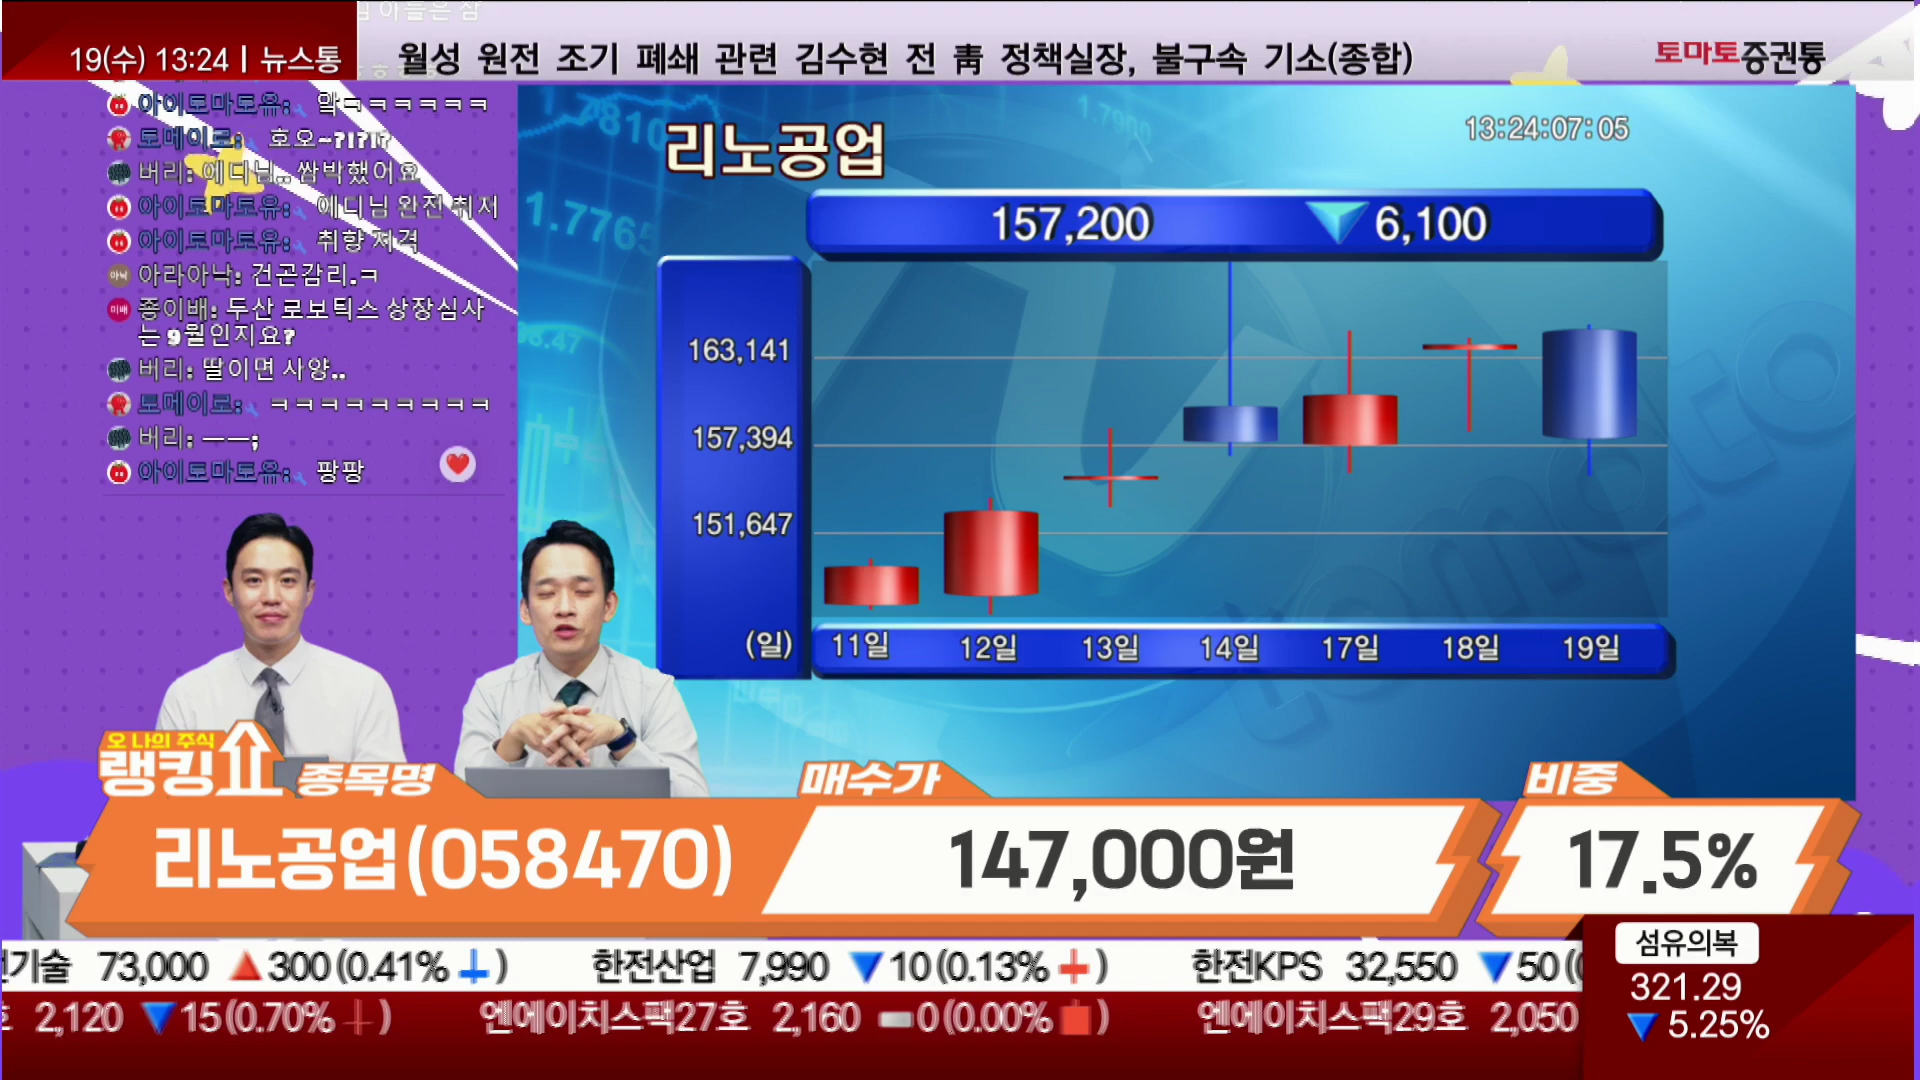 19(수) 13:24 | 뉴스통
월성 원전 조기 폐쇄 관련 김수현 전 靑 정책실장, 불구속 기소(종합)
토마토증권통
아이토마토유: 앜ㅋㅋㅋㅋㅋㅋ
토메이로: 호오~?!?!?
버리: 에디님.. 쌈박했어요
아이토마토유: 에디님 완전 취저
아이토마토유: 취향 저격
아라아낙: 건곤감리.ㅋ
종이배: 두산 로보틱스 상장심사
는 9월인지요?
버리: 딸이면 사양..
토메이로: ㅋㅋㅋㅋㅋㅋㅋㅋㅋ
버리: ㅡㅡ;
아이토마토유: 팡팡
리노공업
13:24:07:05
157,200 ▼ 6,100
163,141
157,394
151,647
(일) 11일 12일 13일 14일 17일 18일 19일
tomato
오 나의 주식
랭킹쇼
종목명
매수가
비중
리노공업(058470)
147,000원
17.5%
기술 73,000 ▲300(0.41% ) 한전산업 7,990 ▼10(0.13% ) 한전KPS 32,550 ▼50
2,120 ▼15(0.70% ) 엔에이치스팩27호 2,160 0(0.00% ) 엔에이치스팩29호 2,050
섬유의복
321.29
▼ 5.25%